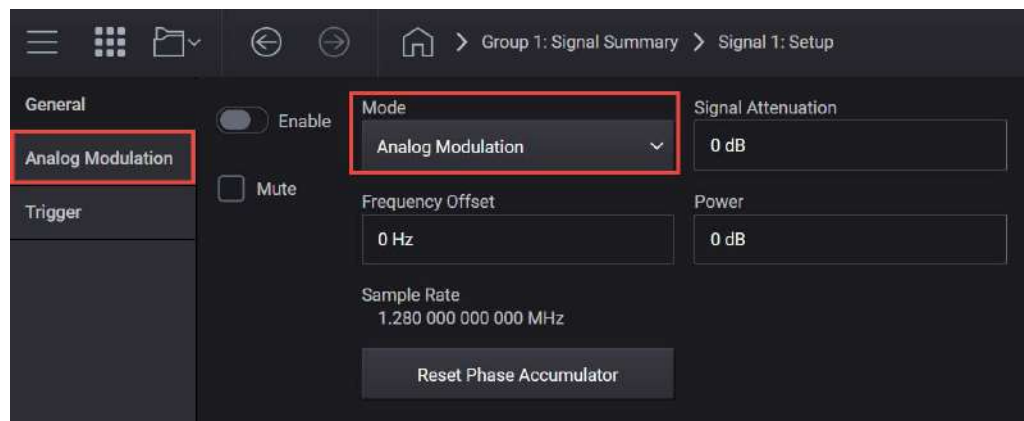 Group 1: Signal Summary > Signal 1: Setup
General
Analog Modulation
Trigger
Enable
Mute
Mode
Analog Modulation
Signal Attenuation
0 dB
Frequency Offset
0 Hz
Power
0 dB
Sample Rate
1.280 000 000 000 MHz
Reset Phase Accumulator